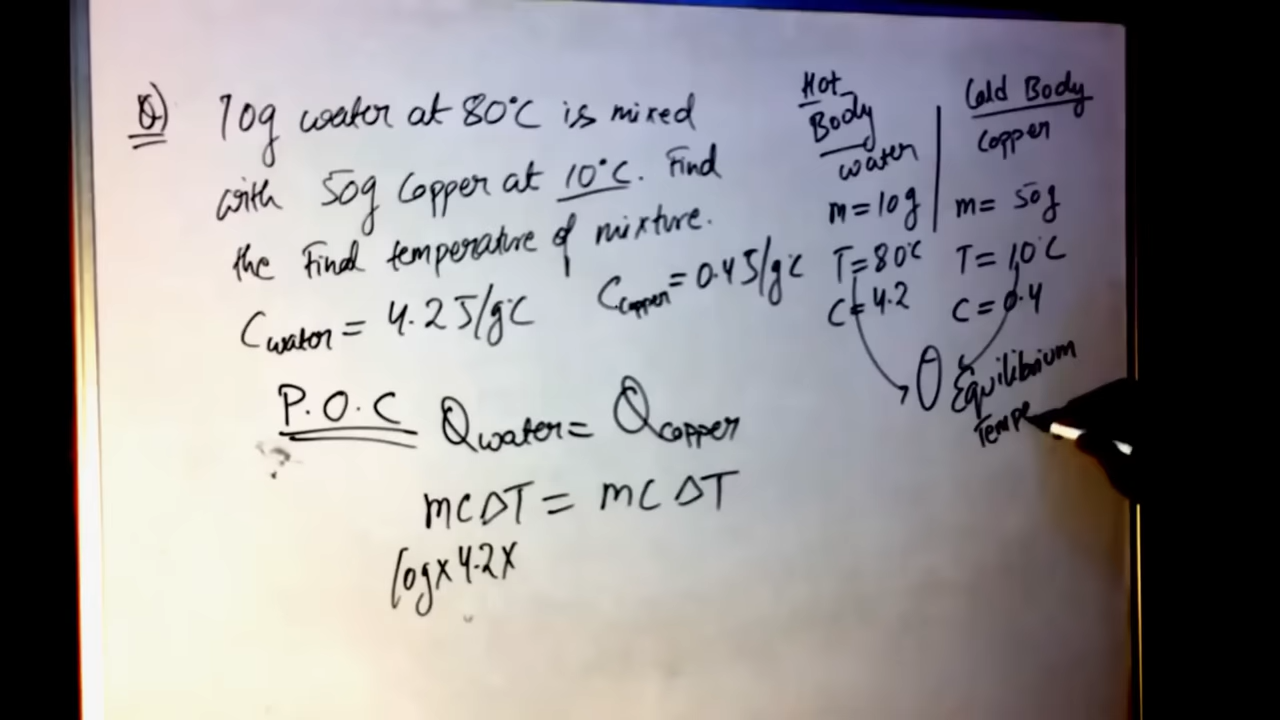 Q) 10g water at 80°C is mixed
with 50g Copper at 10°C. Find
the Final temperature of mixture.
Cwater = 4.2 J/g°C Ccopper = 0.4 J/g°C
P.O.C Qwater = Qcopper
mCΔT = mCΔT
10g×4.2×
Hot
Body
water
m=10g
T=80°C
C=4.2
Cold Body
Copper
m= 50g
T=10°C
C=0.4
θ Equilibrium
Tempe